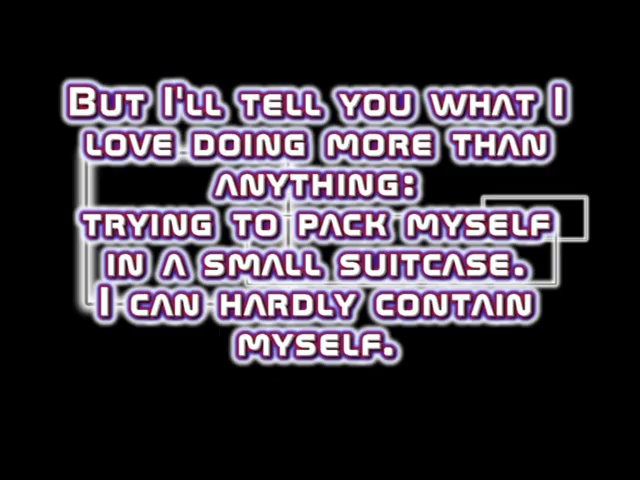 But I'll tell you what I
love doing more than
anything:
trying to pack myself
in a small suitcase.
I can hardly contain
myself.